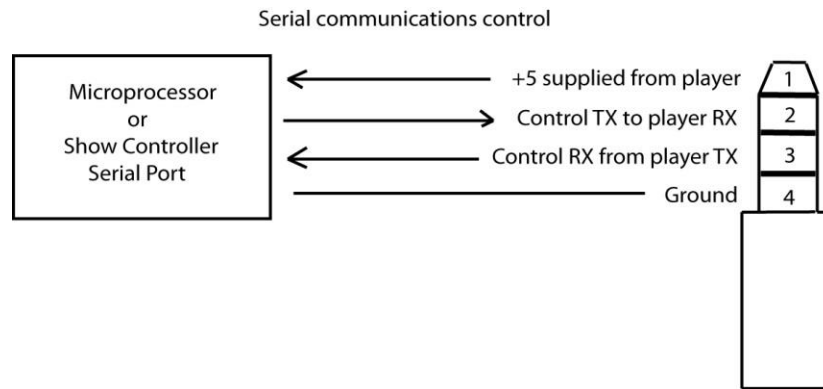 Serial communications control
Microprocessor
or
Show Controller
Serial Port
+5 supplied from player
Control TX to player RX
Control RX from player TX
Ground
1
2
3
4